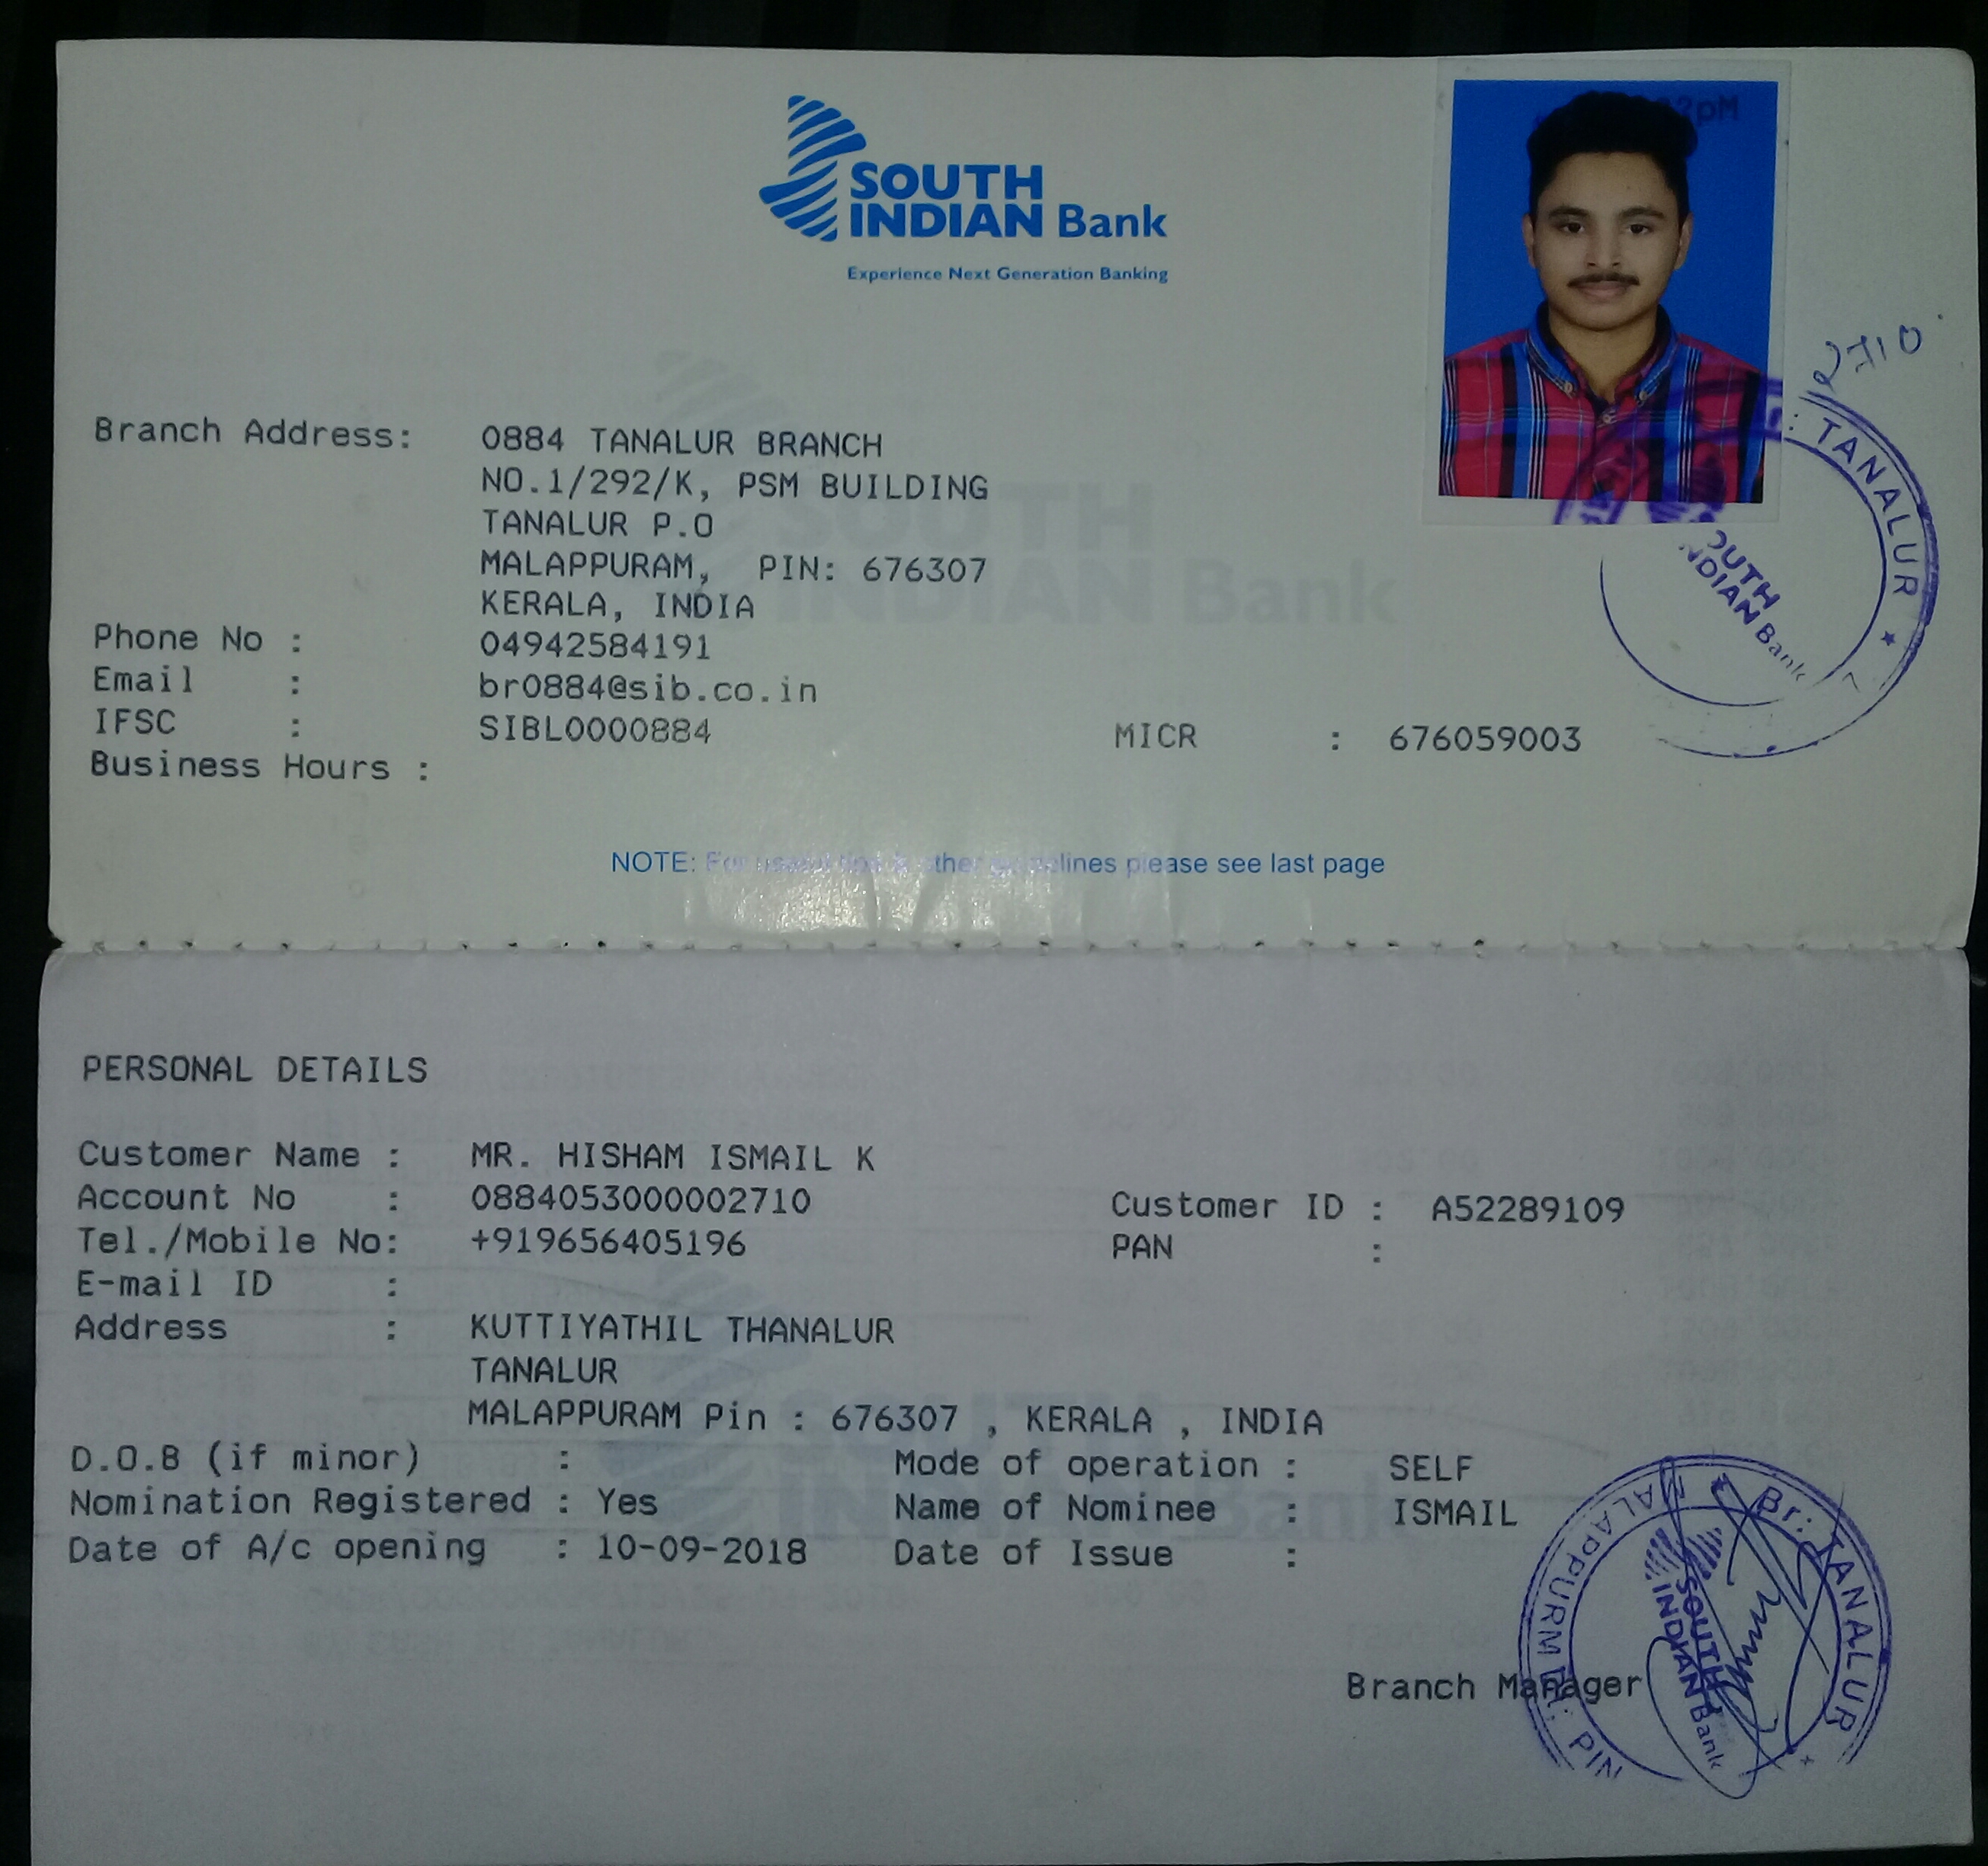 SOUTH
INDIAN Bank
Experience Next Generation Banking
2710
Branch Address: 0884 TANALUR BRANCH
NO.1/292/K, PSM BUILDING
TANALUR P.O
MALAPPURAM, PIN: 676307
KERALA, INDIA
Phone No : 04942584191
Email : br0884@sib.co.in
IFSC : SIBL0000884 MICR : 676059003
Business Hours :
: TANALUR
SOUTH
INDIAN Bank
NOTE: For useful tips & other guidelines please see last page
PERSONAL DETAILS
Customer Name : MR. HISHAM ISMAIL K
Account No : 0884053000002710 Customer ID : A52289109
Tel./Mobile No: +919656405196 PAN :
E-mail ID :
Address : KUTTIYATHIL THANALUR
TANALUR
MALAPPURAM Pin : 676307 , KERALA , INDIA
D.O.B (if minor) : Mode of operation : SELF
Nomination Registered : Yes Name of Nominee : ISMAIL
Date of A/c opening : 10-09-2018 Date of Issue :
Branch Manager
Br: TANALUR
SOUTH
INDIAN Bank